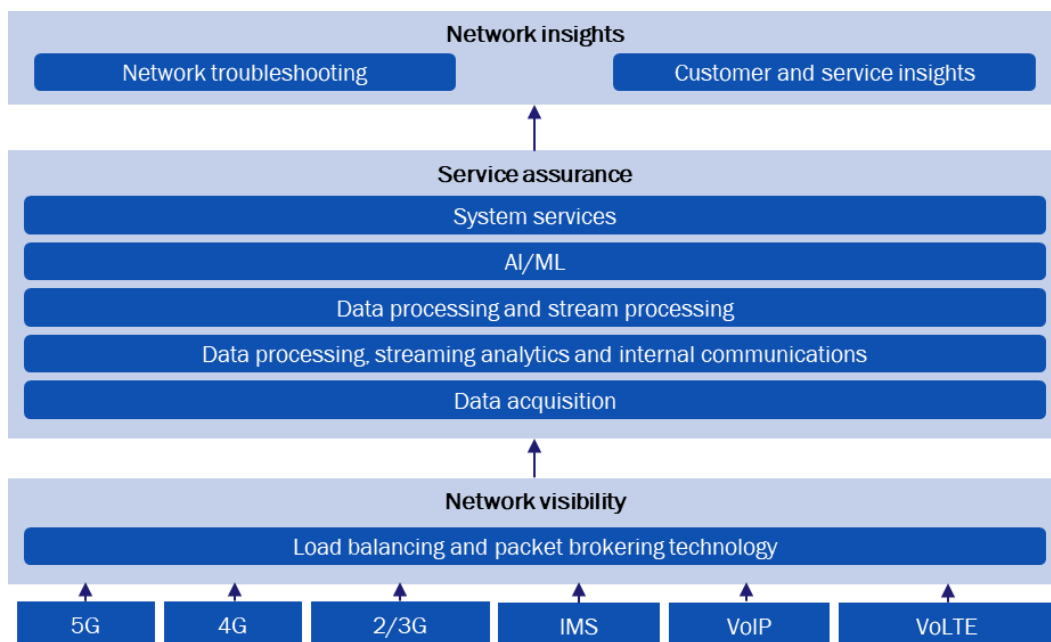 Network insights
Network troubleshooting
Customer and service insights
Service assurance
System services
AI/ML
Data processing and stream processing
Data processing, streaming analytics and internal communications
Data acquisition
Network visibility
Load balancing and packet brokering technology
5G
4G
2/3G
IMS
VoIP
VoLTE